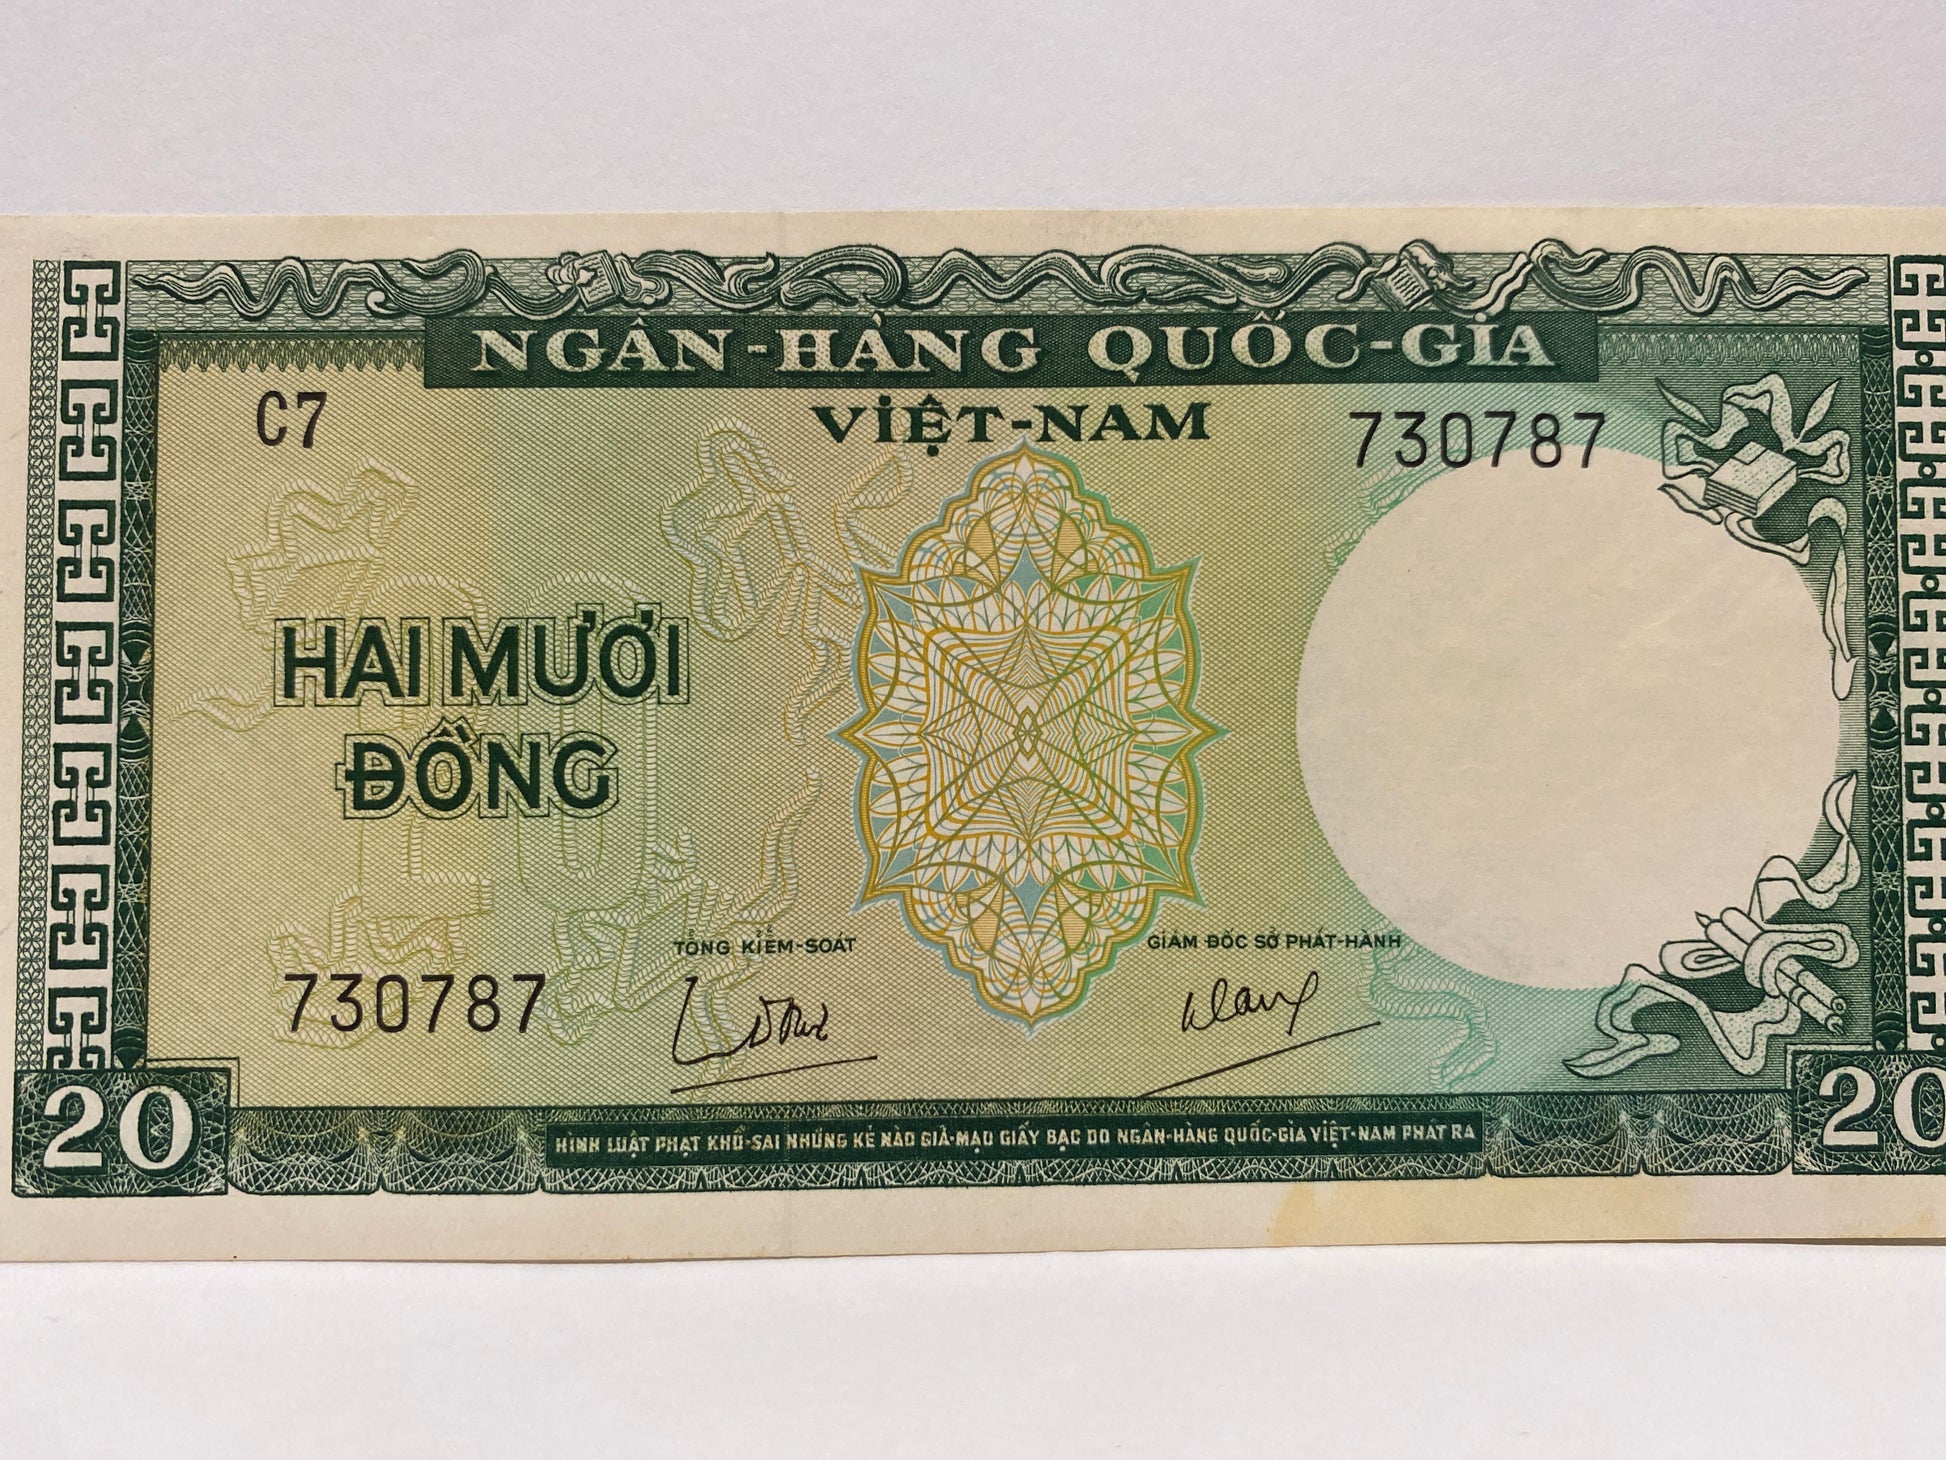 NGÂN-HÀNG QUỐC-GIA
VIỆT-NAM
C7
730787
HAI MƯƠI
ĐỒNG
TỔNG KIỂM-SOÁT
GIÁM ĐỐC SỞ PHÁT-HÀNH
730787
20
20
HÌNH LUẬT PHẠT KHỔ-SAI NHỮNG KẺ NÀO GIẢ-MẠO GIẤY BẠC DO NGÂN-HÀNG QUỐC-GIA VIỆT-NAM PHÁT RA